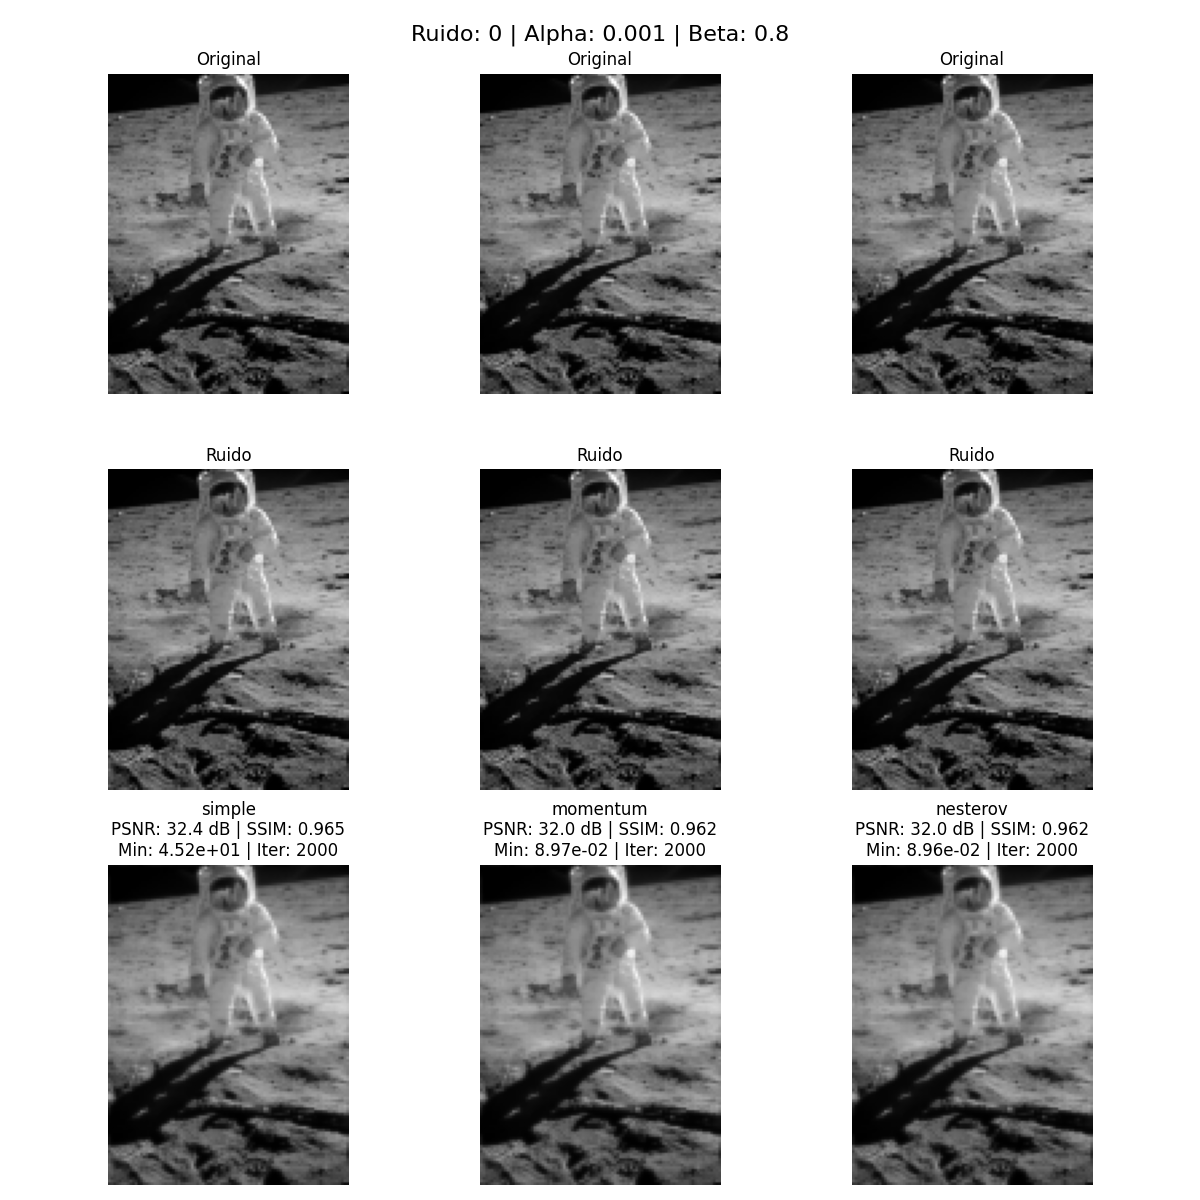 Ruido: 0 | Alpha: 0.001 | Beta: 0.8
Original
Original
Original
Ruido
Ruido
Ruido
simple
PSNR: 32.4 dB | SSIM: 0.965
Min: 4.52e+01 | Iter: 2000
momentum
PSNR: 32.0 dB | SSIM: 0.962
Min: 8.97e-02 | Iter: 2000
nesterov
PSNR: 32.0 dB | SSIM: 0.962
Min: 8.96e-02 | Iter: 2000